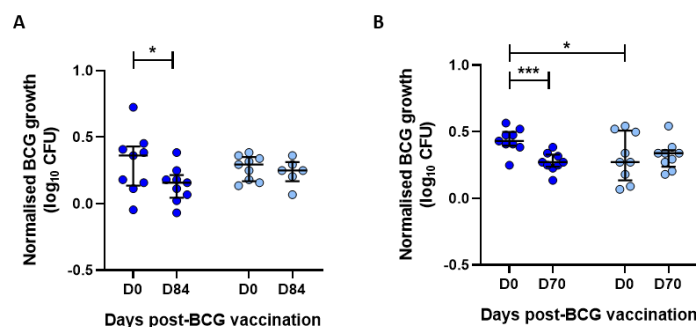 A
B
*
*
***
1.0
0.5
0.0
-0.5
Normalised BCG growth
(log₁₀ CFU)
D0 D84 D0 D84
Days post-BCG vaccination
1.0
0.5
0.0
-0.5
Normalised BCG growth
(log₁₀ CFU)
D0 D70 D0 D70
Days post-BCG vaccination